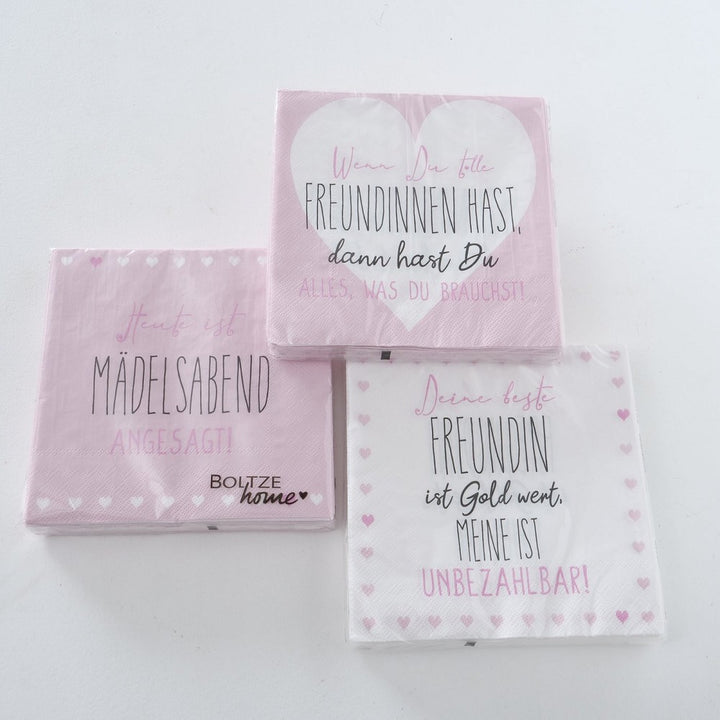 Wenn Du tolle
FREUNDINNEN HAST,
dann hast Du
ALLES, WAS DU BRAUCHST!
Heute ist
MÄDELSABEND
ANGESAGT!
BOLTZE
home
Deine beste
FREUNDIN
ist Gold wert,
MEINE IST
UNBEZAHLBAR!